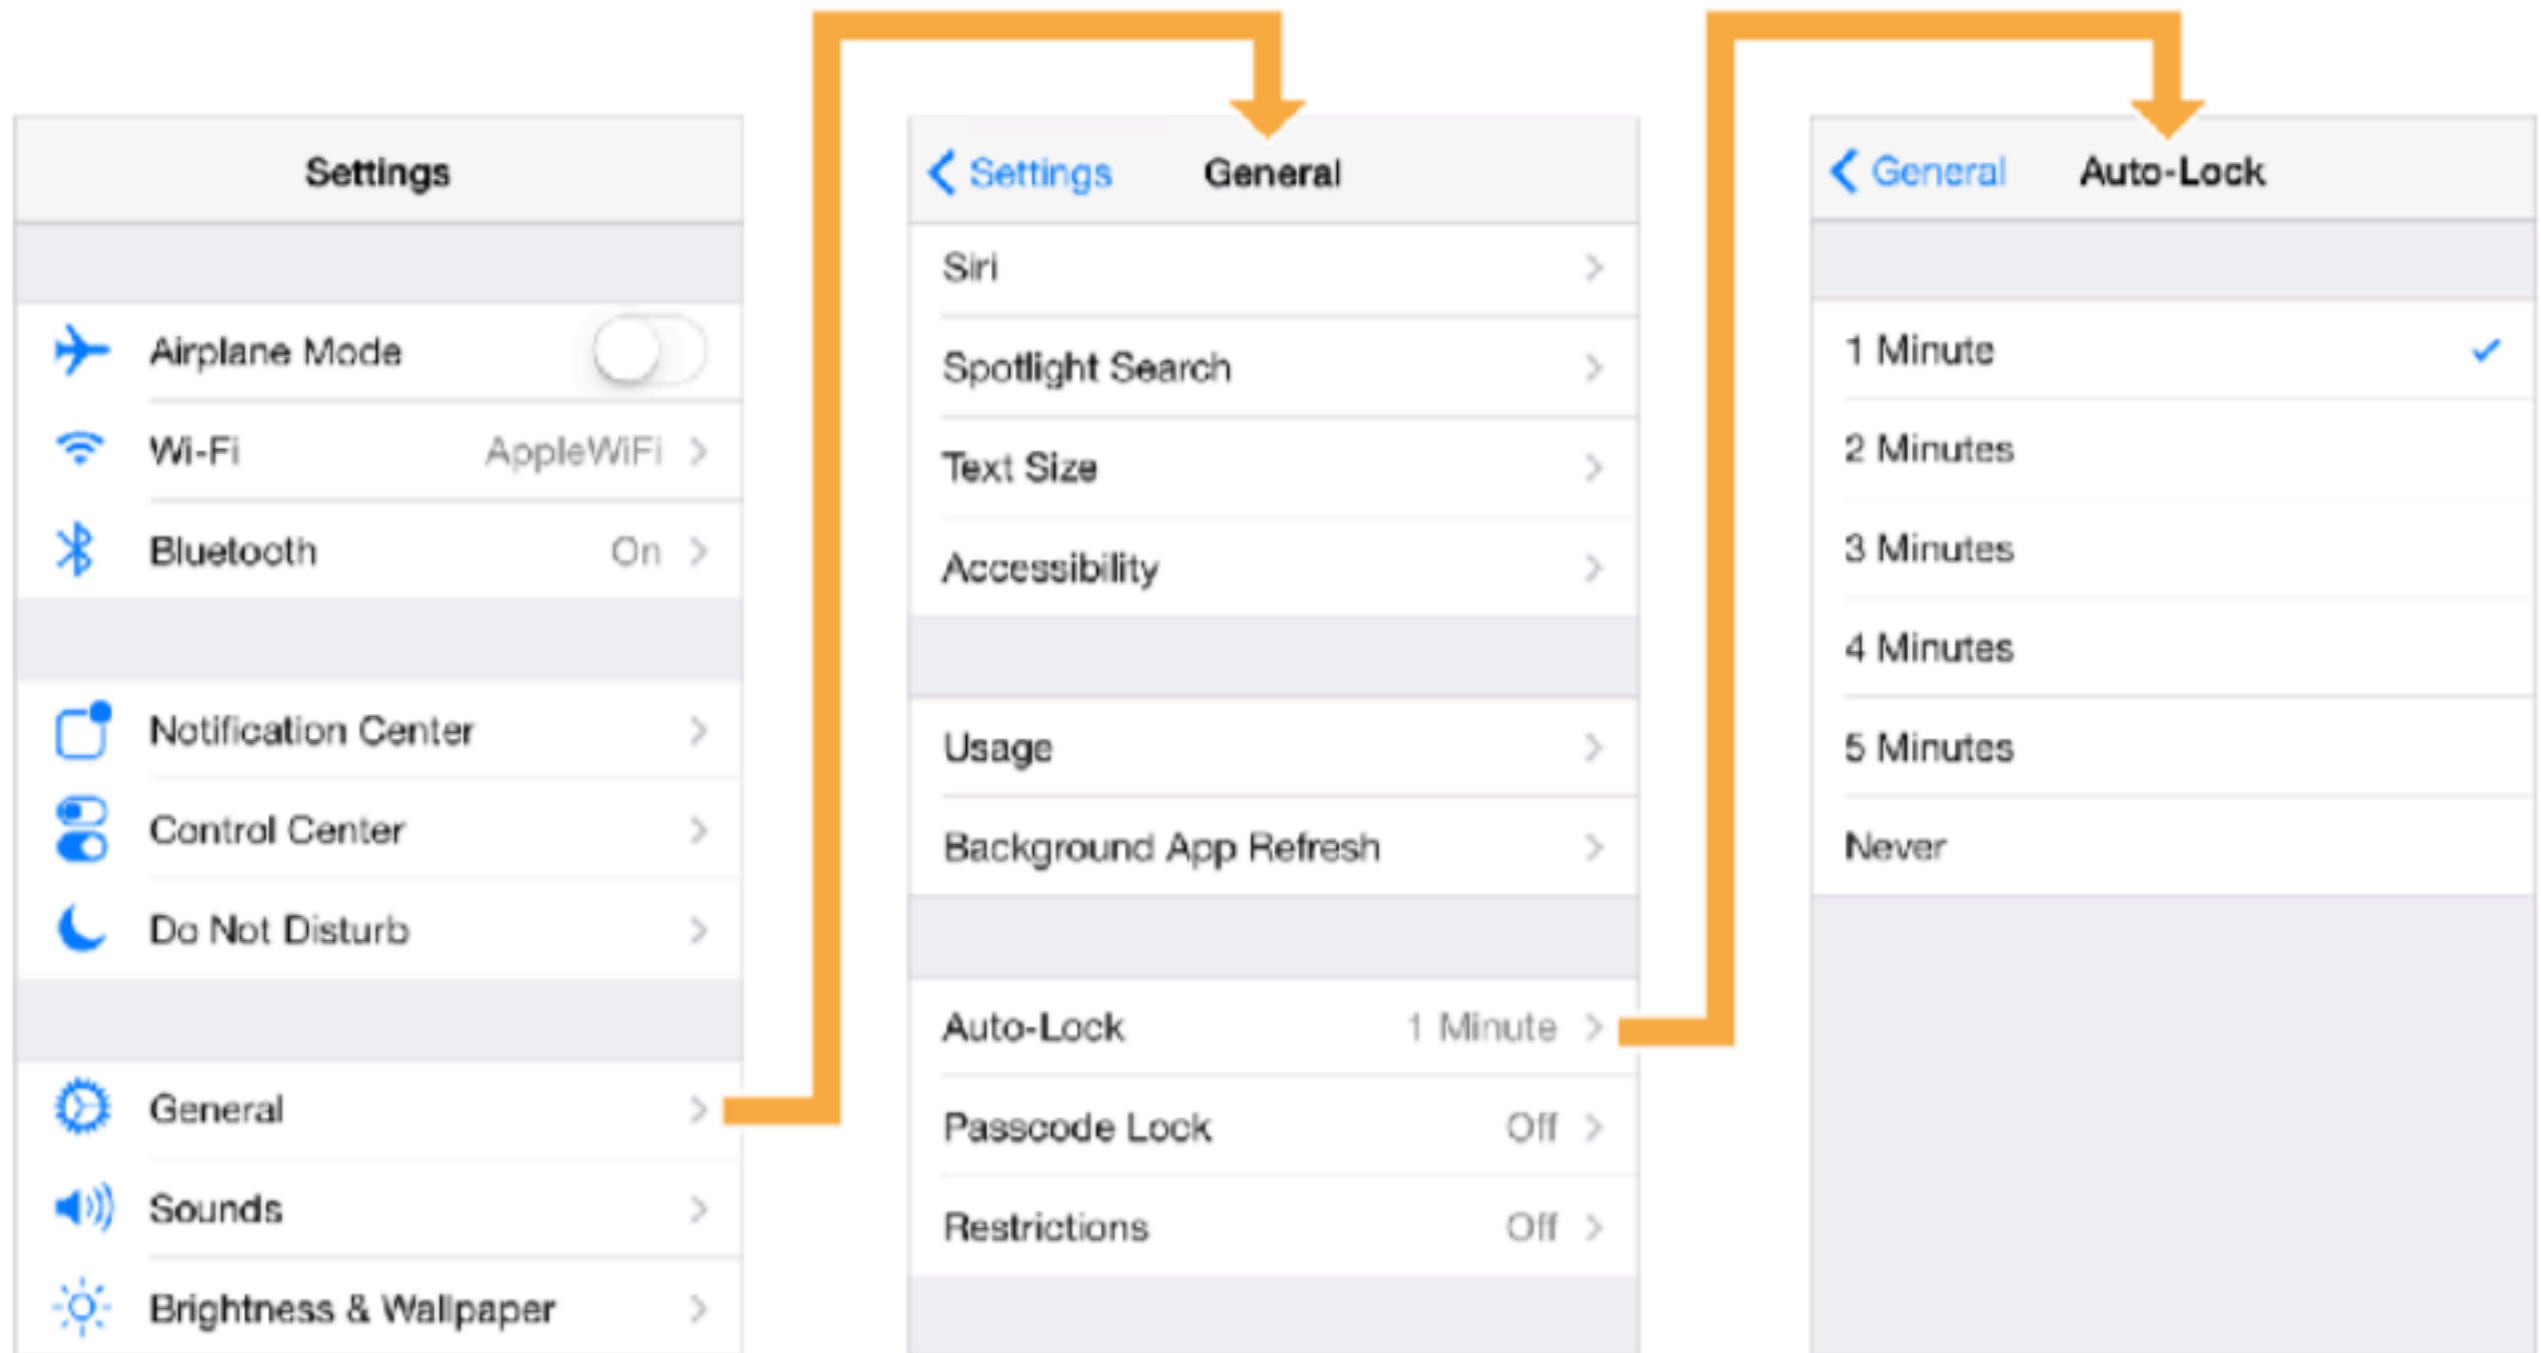 Settings
Airplane Mode
Wi-Fi AppleWiFi
Bluetooth On
Notification Center
Control Center
Do Not Disturb
General
Sounds
Brightness & Wallpaper
Settings General
Siri
Spotlight Search
Text Size
Accessibility
Usage
Background App Refresh
Auto-Lock 1 Minute
Passcode Lock Off
Restrictions Off
General Auto-Lock
1 Minute
2 Minutes
3 Minutes
4 Minutes
5 Minutes
Never